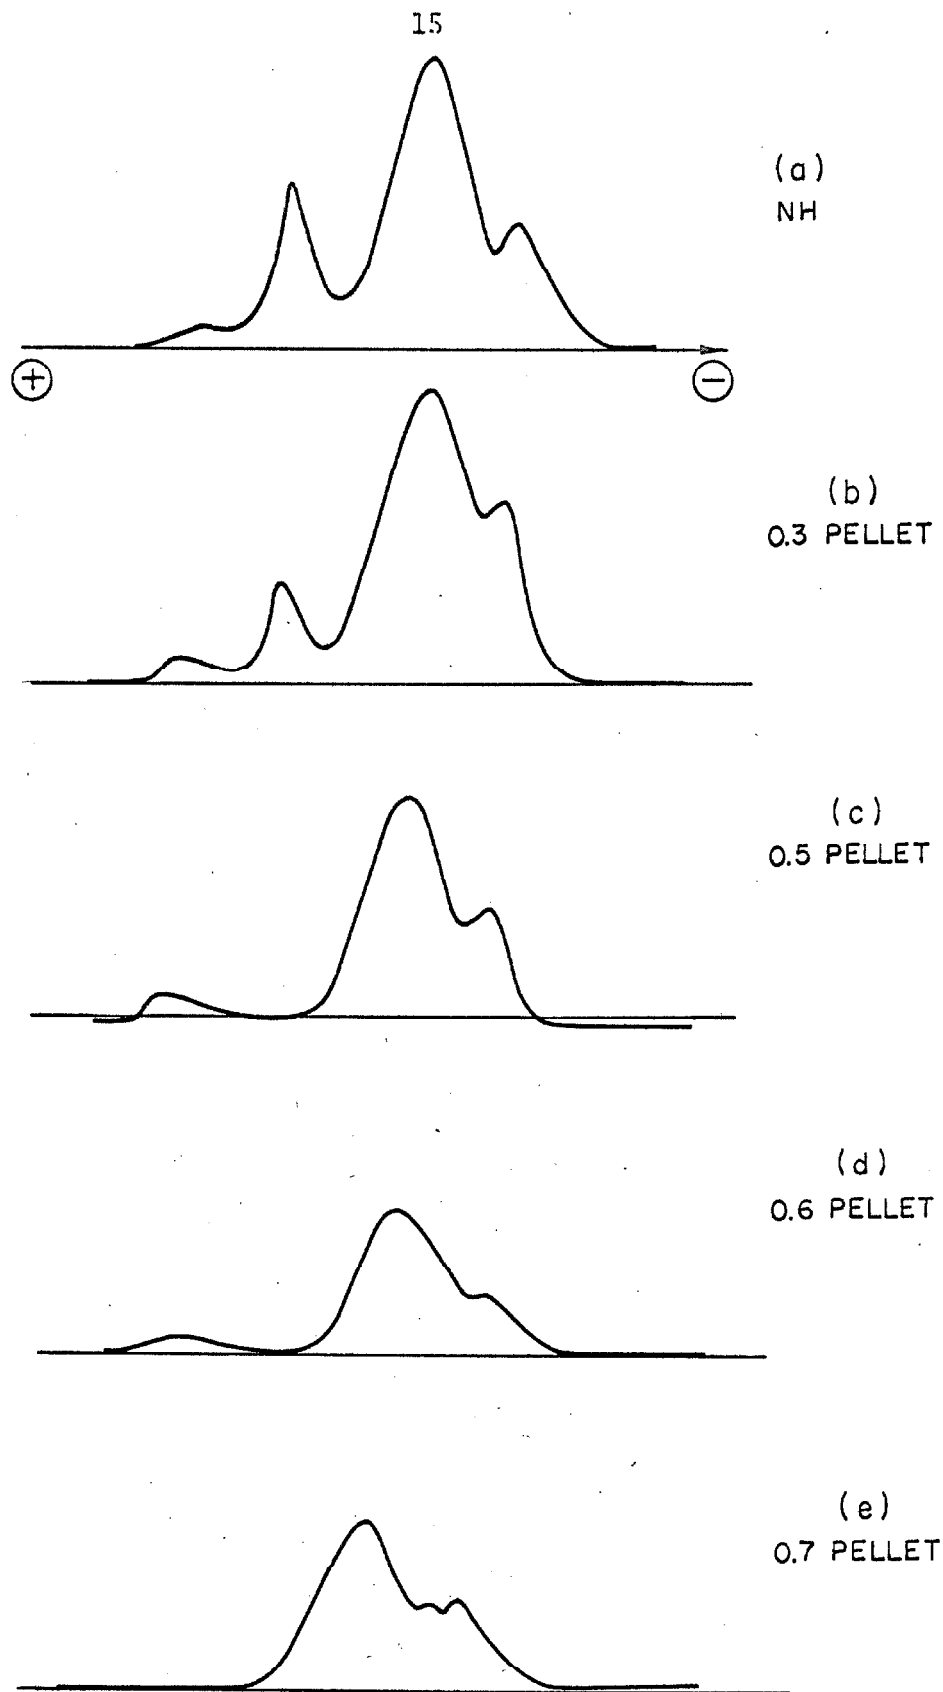 15
(a)
NH
+
−
(b)
0.3 PELLET
(c)
0.5 PELLET
(d)
0.6 PELLET
(e)
0.7 PELLET